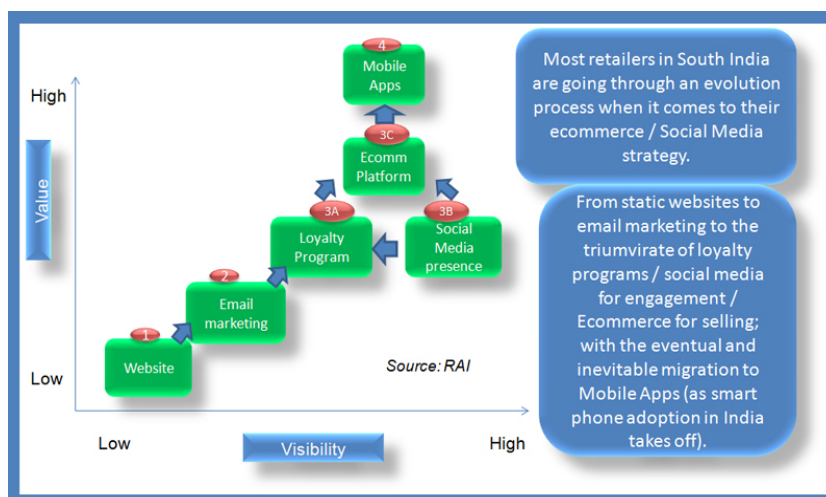 4
Mobile
Apps
High
3C
Ecomm
Platform
Value
3A
Loyalty
Program
3B
Social
Media
presence
2
Email
marketing
1
Website
Source: RAI
Low
Low
Visibility
High
Most retailers in South India
are going through an evolution
process when it comes to their
ecommerce / Social Media
strategy.
From static websites to
email marketing to the
triumvirate of loyalty
programs / social media
for engagement /
Ecommerce for selling;
with the eventual and
inevitable migration to
Mobile Apps (as smart
phone adoption in India
takes off).